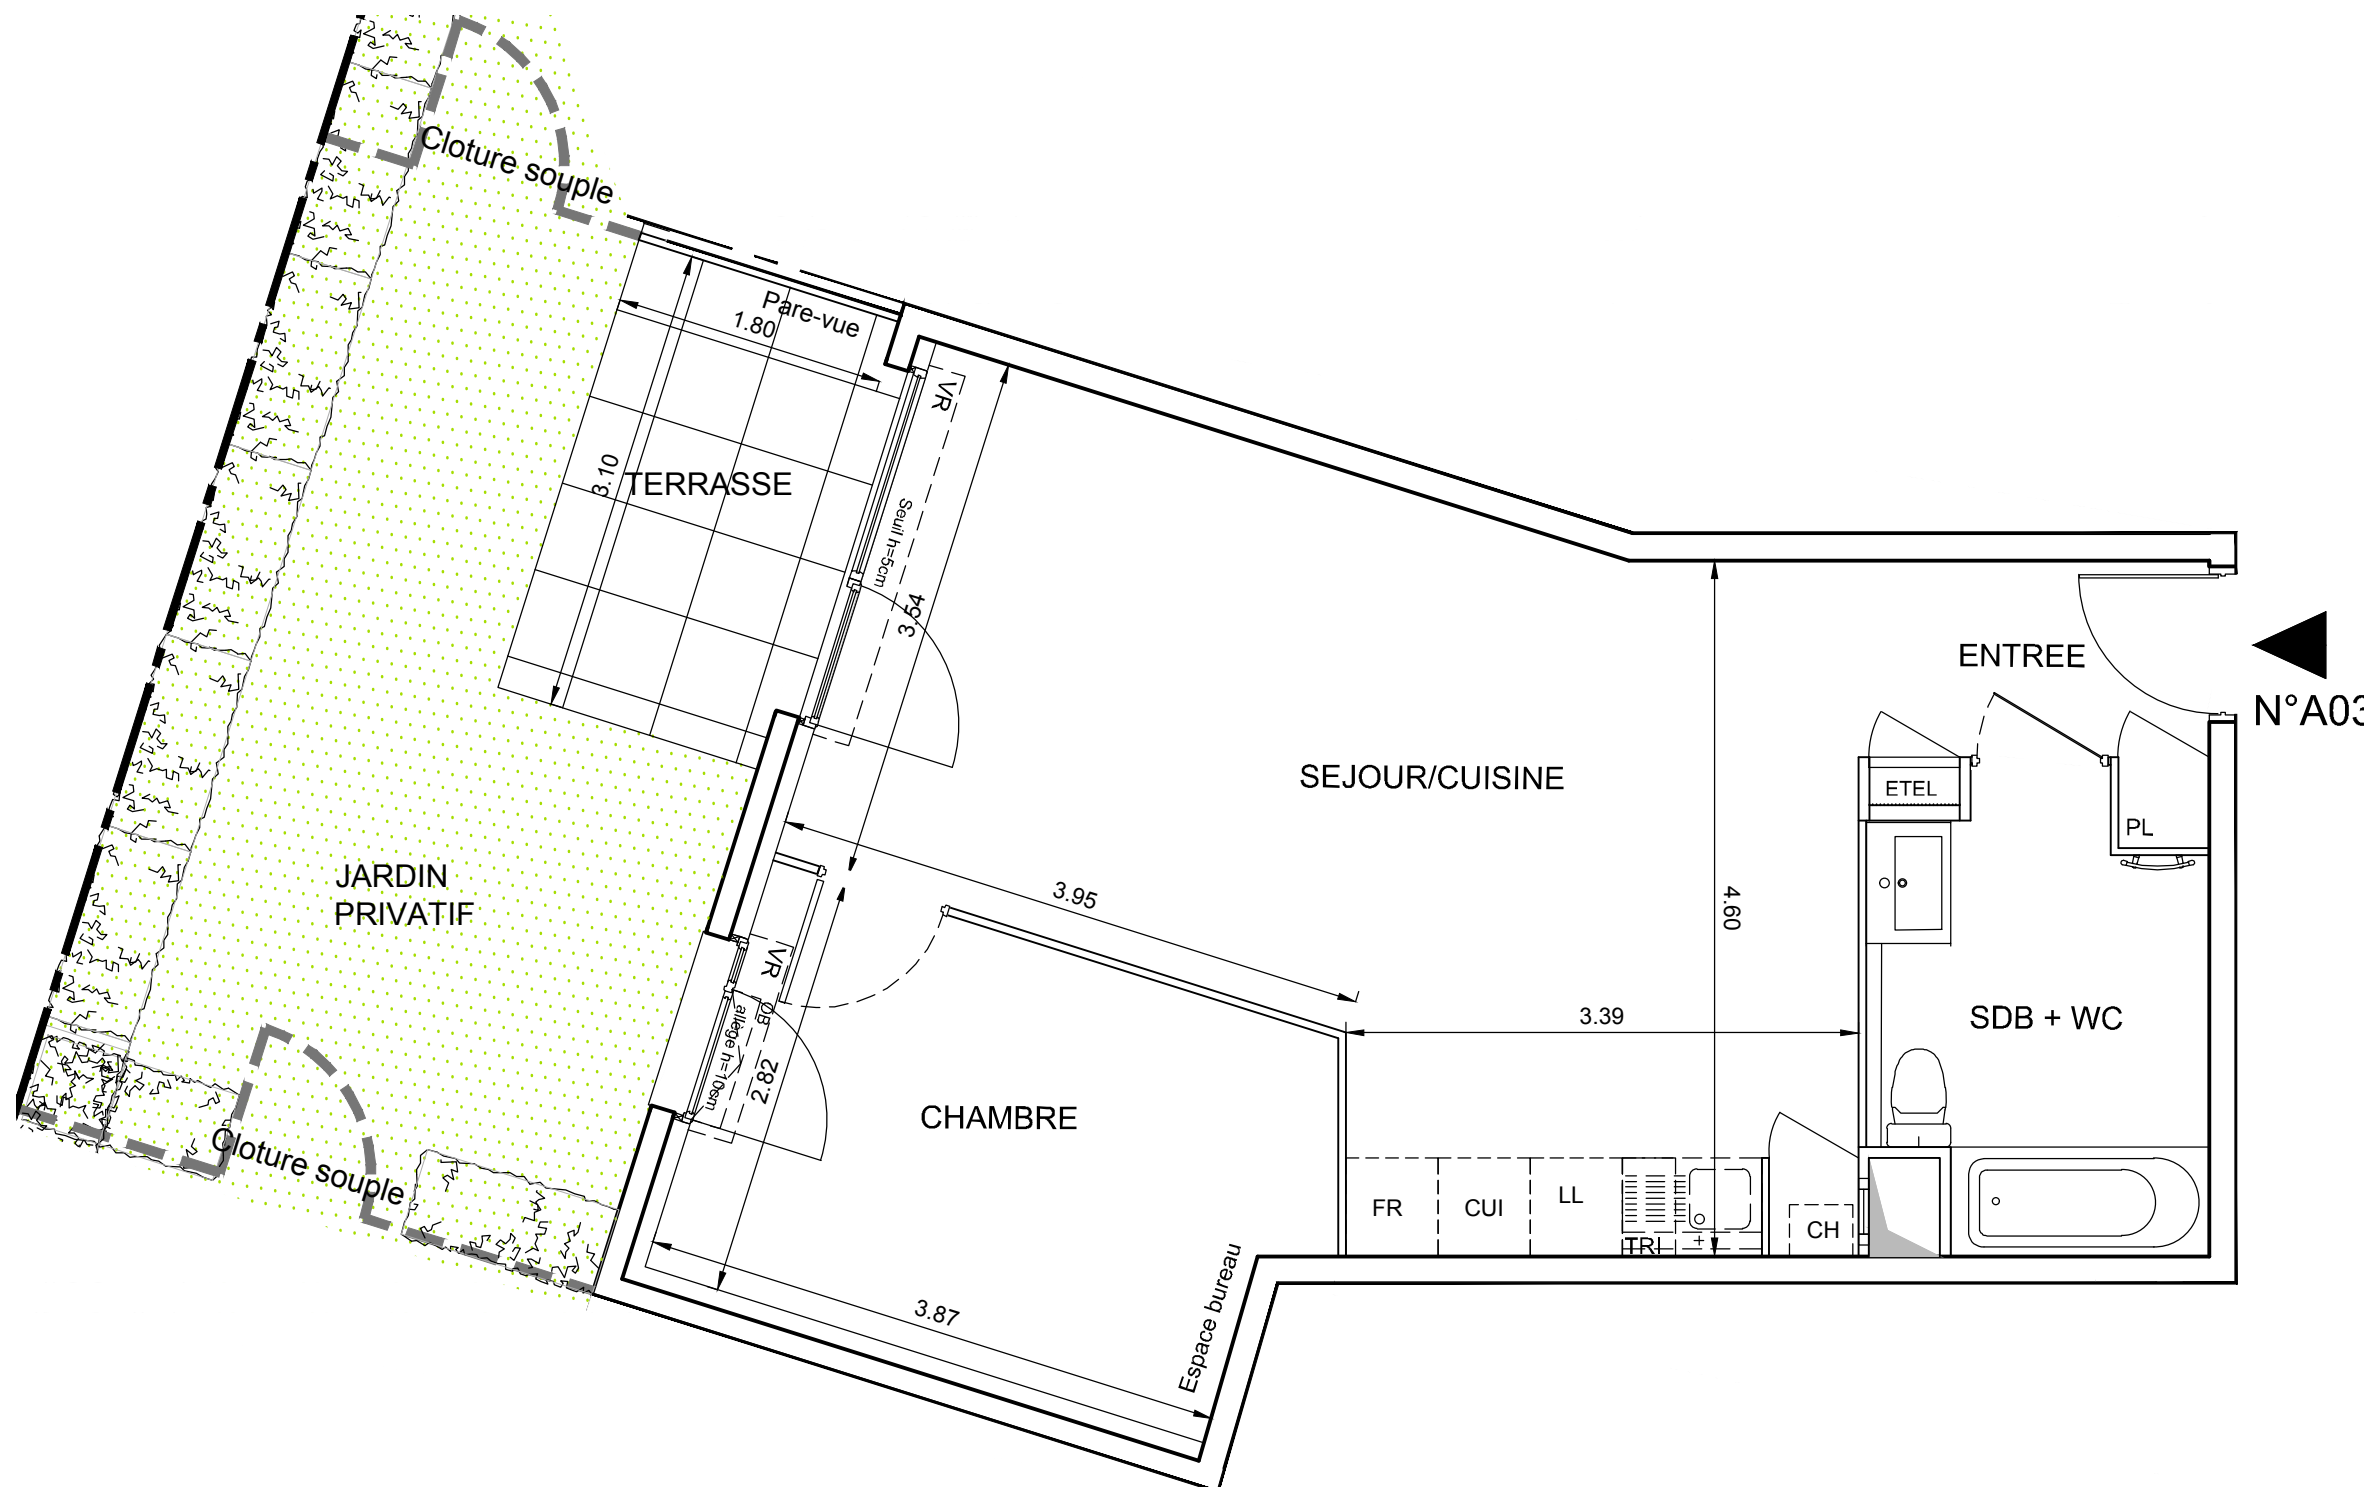 Cloture souple
Pare-vue
1.80
VR
3.10
TERRASSE
Seuil h=5cm
3.54
ENTREE
N°A03
SEJOUR/CUISINE
ETEL
PL
JARDIN
PRIVATIF
3.95
4.60
VR
OB
allège h=10cm
2.82
3.39
SDB + WC
CHAMBRE
Cloture souple
FR
CUI
LL
TRI
CH
Espace bureau
3.87